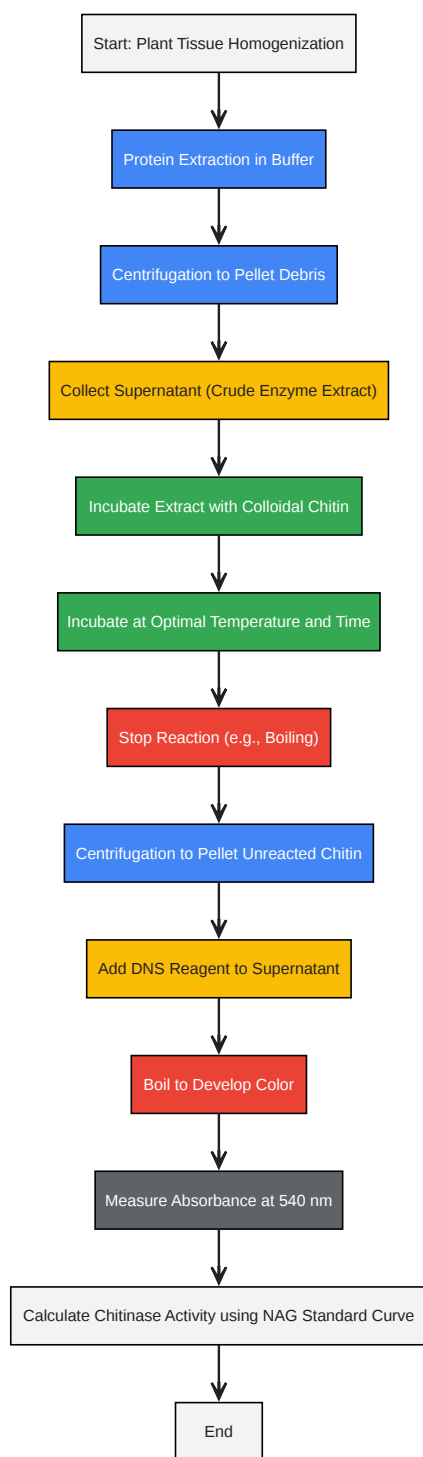 Start: Plant Tissue Homogenization
Protein Extraction in Buffer
Centrifugation to Pellet Debris
Collect Supernatant (Crude Enzyme Extract)
Incubate Extract with Colloidal Chitin
Incubate at Optimal Temperature and Time
Stop Reaction (e.g., Boiling)
Centrifugation to Pellet Unreacted Chitin
Add DNS Reagent to Supernatant
Boil to Develop Color
Measure Absorbance at 540 nm
Calculate Chitinase Activity using NAG Standard Curve
End